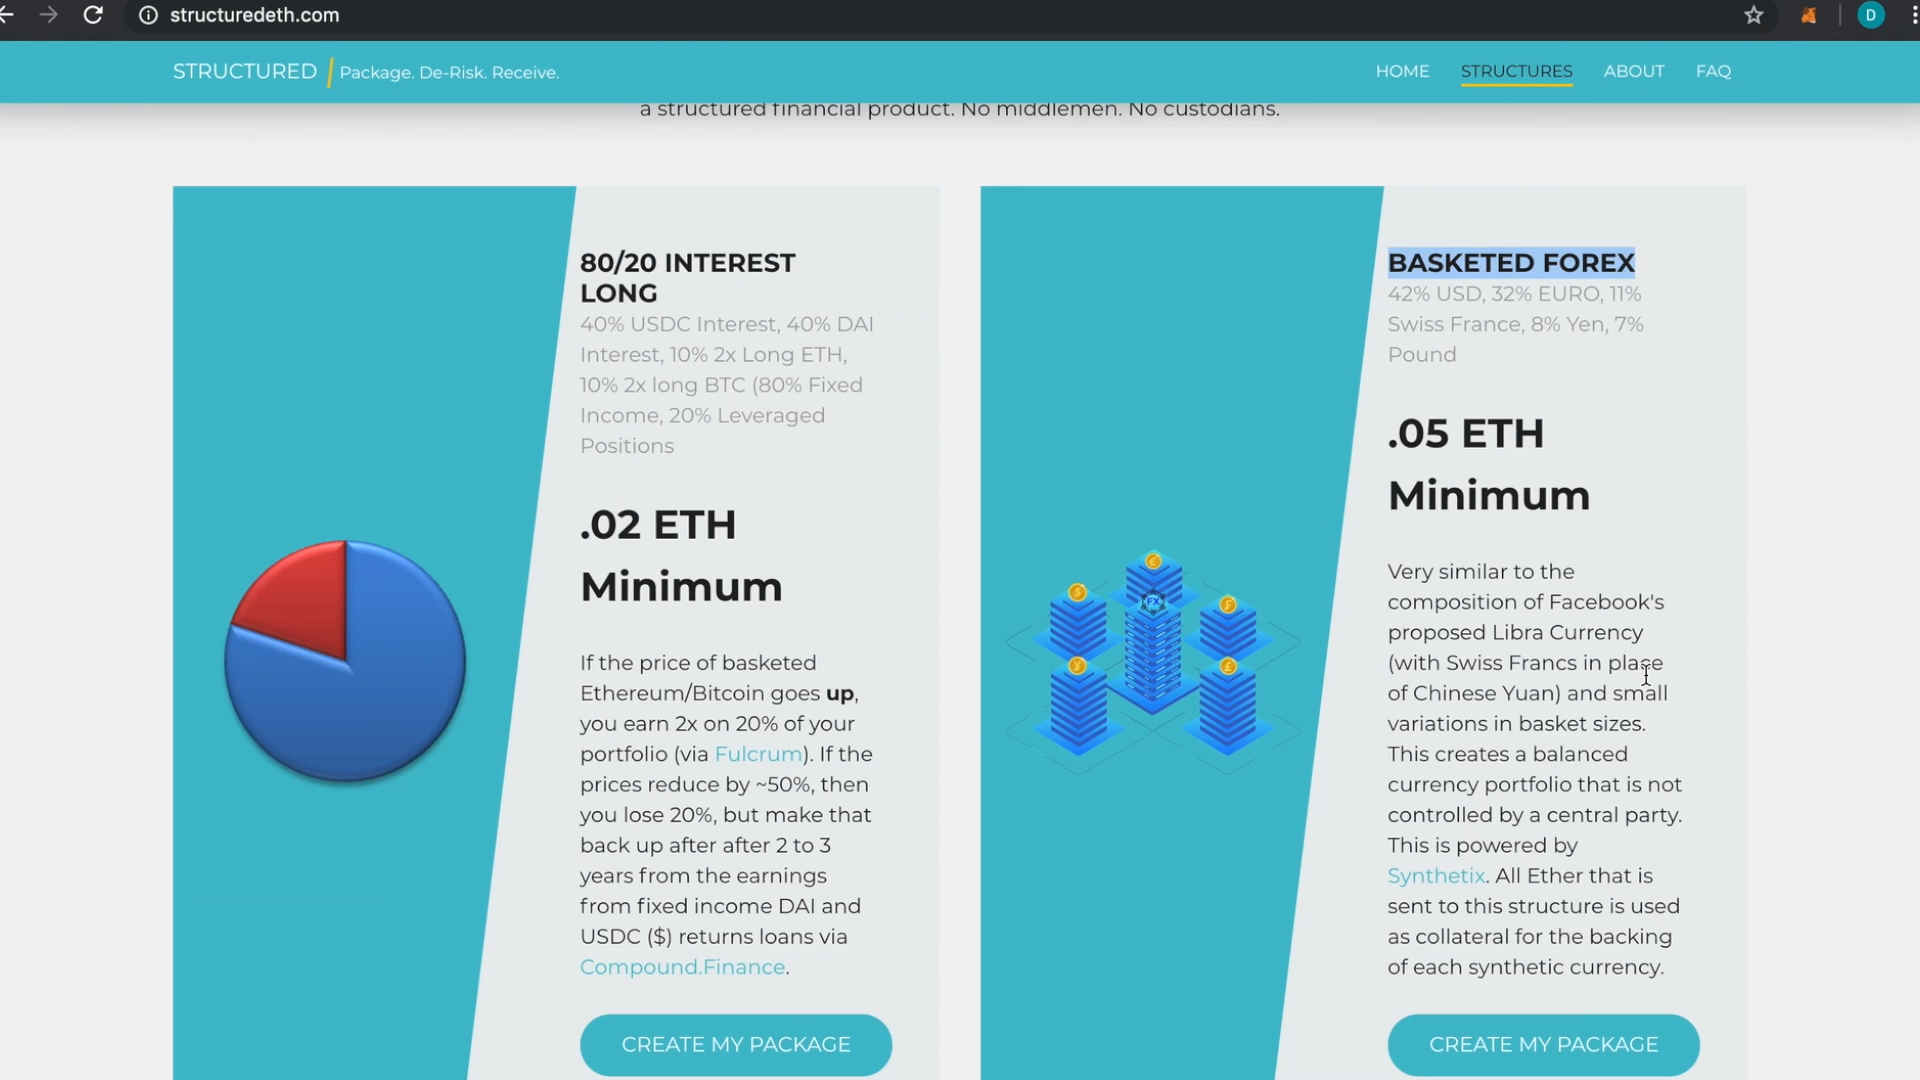 structuredeth.com
D
STRUCTURED
Package. De-Risk. Receive.
HOME
STRUCTURES
ABOUT
FAQ
a structured financial product. No middlemen. No custodians.
80/20 INTEREST
LONG
40% USDC Interest, 40% DAI
Interest, 10% 2x Long ETH,
10% 2x long BTC (80% Fixed
Income, 20% Leveraged
Positions
.02 ETH
Minimum
If the price of basketed
Ethereum/Bitcoin goes up,
you earn 2x on 20% of your
portfolio (via Fulcrum). If the
prices reduce by ~50%, then
you lose 20%, but make that
back up after after 2 to 3
years from the earnings
from fixed income DAI and
USDC ($) returns loans via
Compound.Finance.
CREATE MY PACKAGE
BASKETED FOREX
42% USD, 32% EURO, 11%
Swiss France, 8% Yen, 7%
Pound
.05 ETH
Minimum
FX
Very similar to the
composition of Facebook's
proposed Libra Currency
(with Swiss Francs in place
of Chinese Yuan) and small
variations in basket sizes.
This creates a balanced
currency portfolio that is not
controlled by a central party.
This is powered by
Synthetix. All Ether that is
sent to this structure is used
as collateral for the backing
of each synthetic currency.
CREATE MY PACKAGE